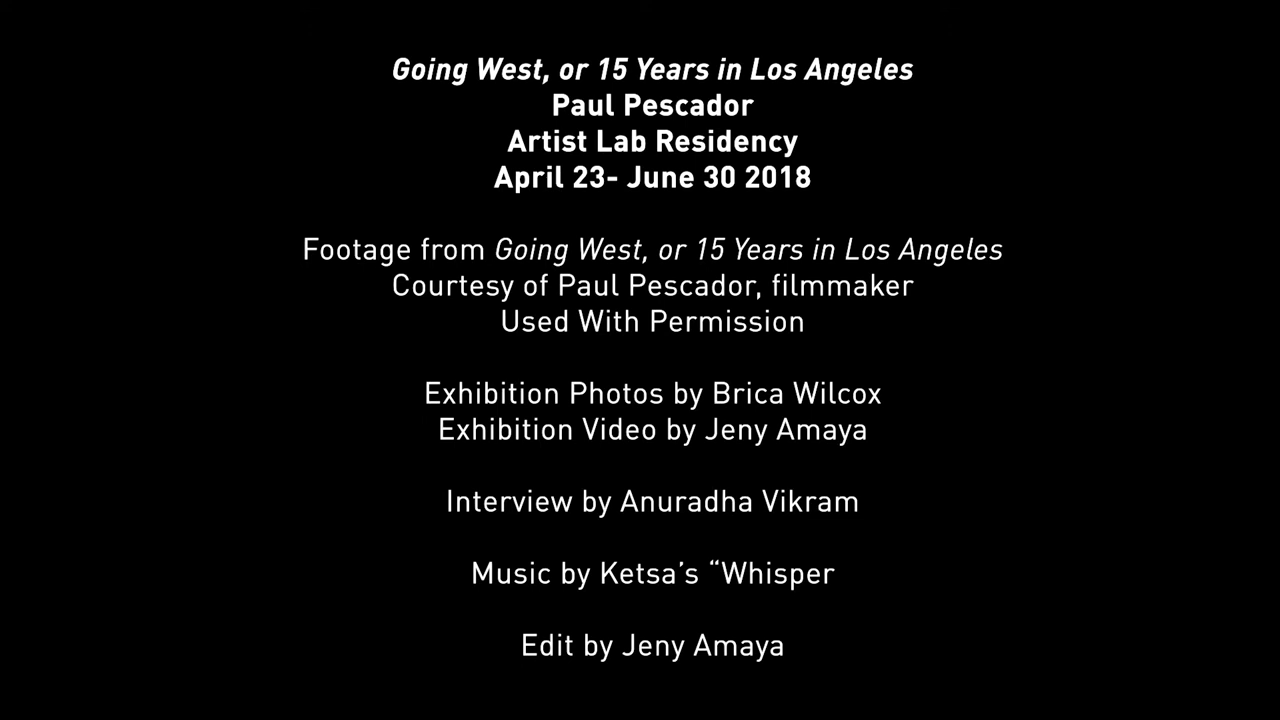 Going West, or 15 Years in Los Angeles
Paul Pescador
Artist Lab Residency
April 23- June 30 2018
Footage from Going West, or 15 Years in Los Angeles
Courtesy of Paul Pescador, filmmaker
Used With Permission
Exhibition Photos by Brica Wilcox
Exhibition Video by Jeny Amaya
Interview by Anuradha Vikram
Music by Ketsa’s “Whisper
Edit by Jeny Amaya